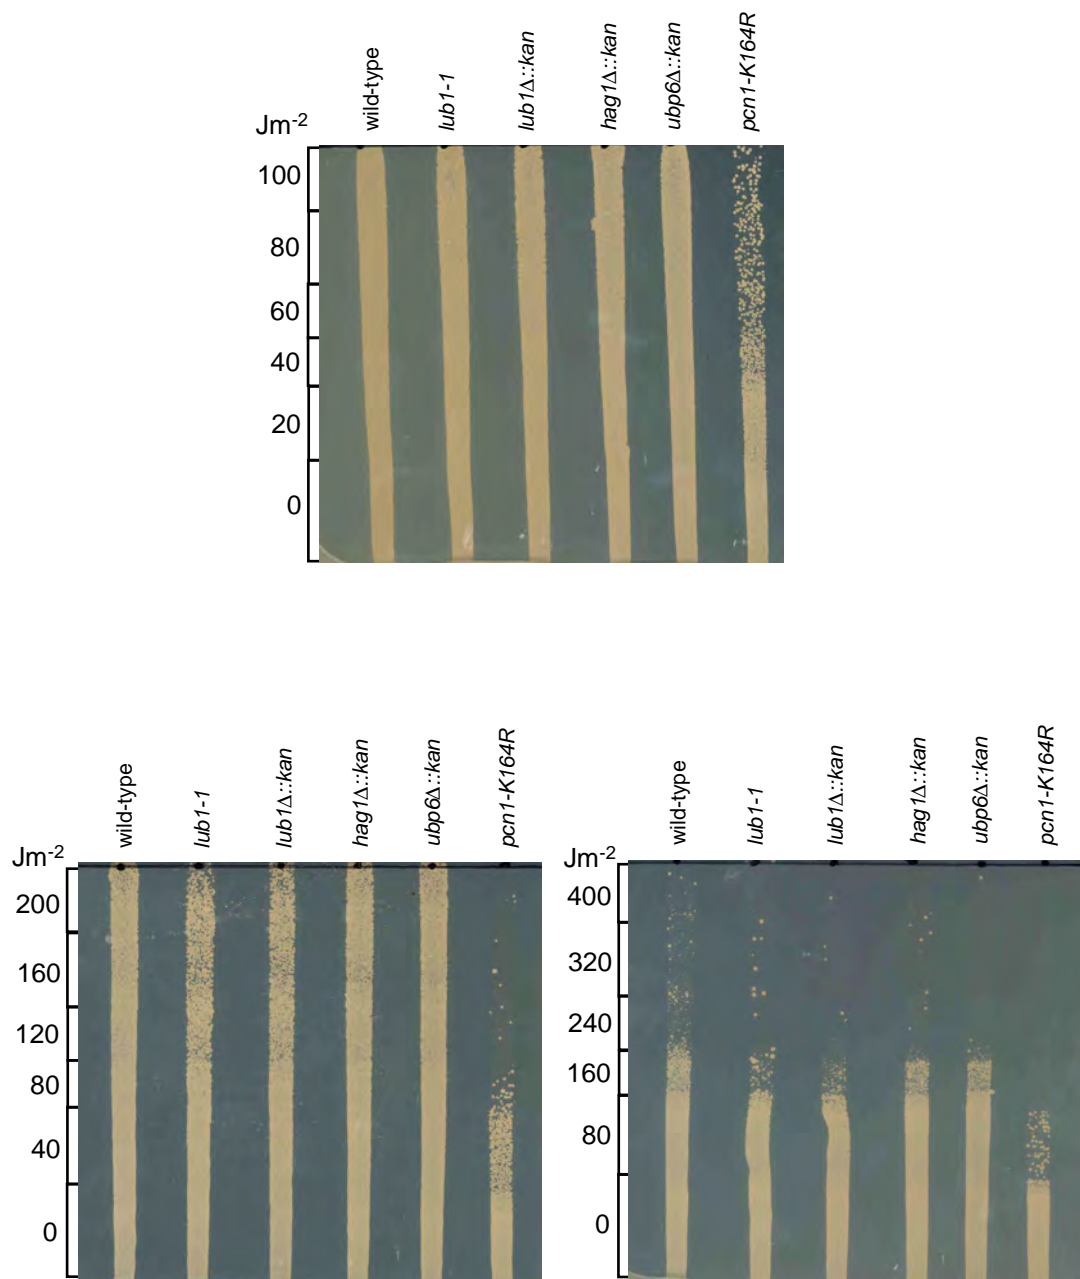 wild-type
lub1-1
lub1Δ::kan
hag1Δ::kan
ubp6Δ::kan
pcn1-K164R
Jm-2
100
80
60
40
20
0
wild-type
lub1-1
lub1Δ::kan
hag1Δ::kan
ubp6Δ::kan
pcn1-K164R
Jm-2
200
160
120
80
40
0
wild-type
lub1-1
lub1Δ::kan
hag1Δ::kan
ubp6Δ::kan
pcn1-K164R
Jm-2
400
320
240
160
80
0